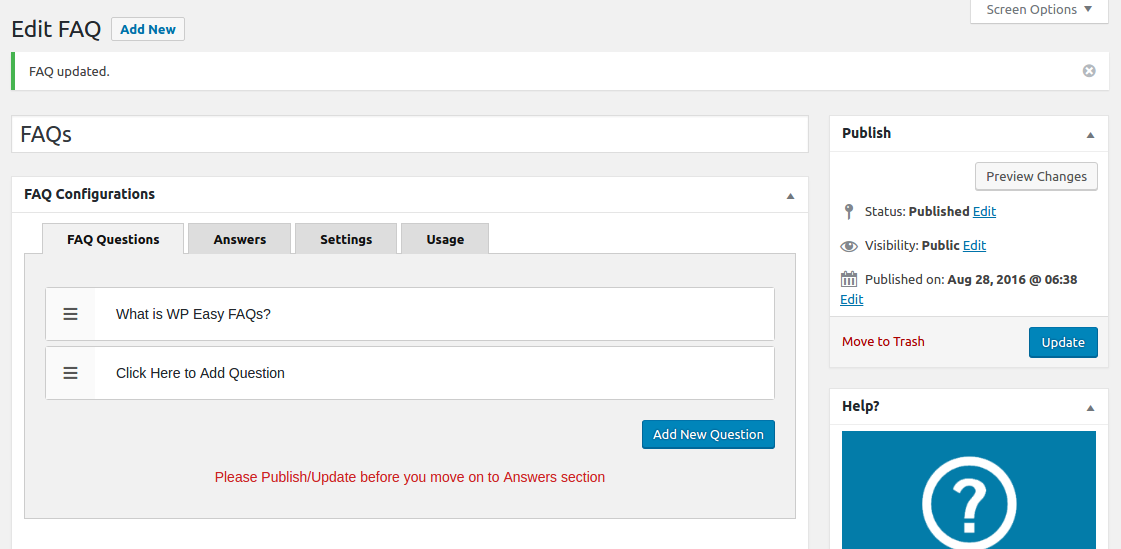 Screen Options
Edit FAQ Add New
FAQ updated.
FAQs
FAQ Configurations
FAQ Questions Answers Settings Usage
What is WP Easy FAQs?
Click Here to Add Question
Add New Question
Please Publish/Update before you move on to Answers section
Publish
Preview Changes
Status: Published Edit
Visibility: Public Edit
Published on: Aug 28, 2016 @ 06:38
Edit
Move to Trash Update
Help?
?